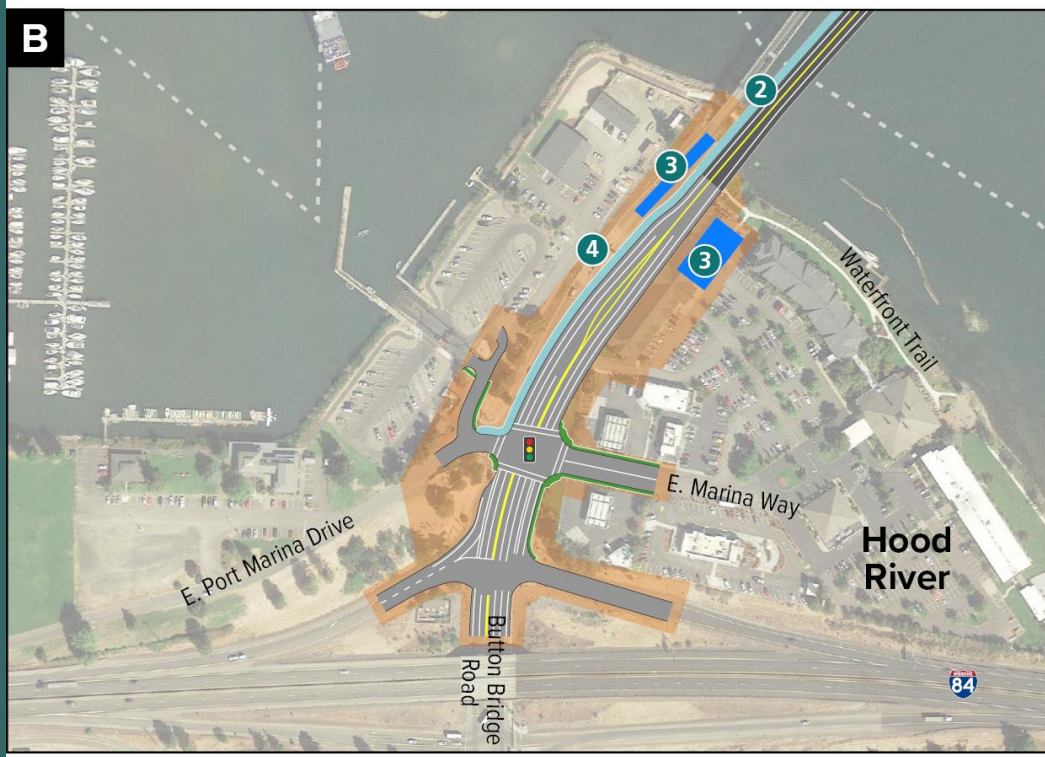 B
2
3
4
3
Waterfront Trail
E. Marina Way
Hood
River
E. Port Marina Drive
Button Bridge
Road
84